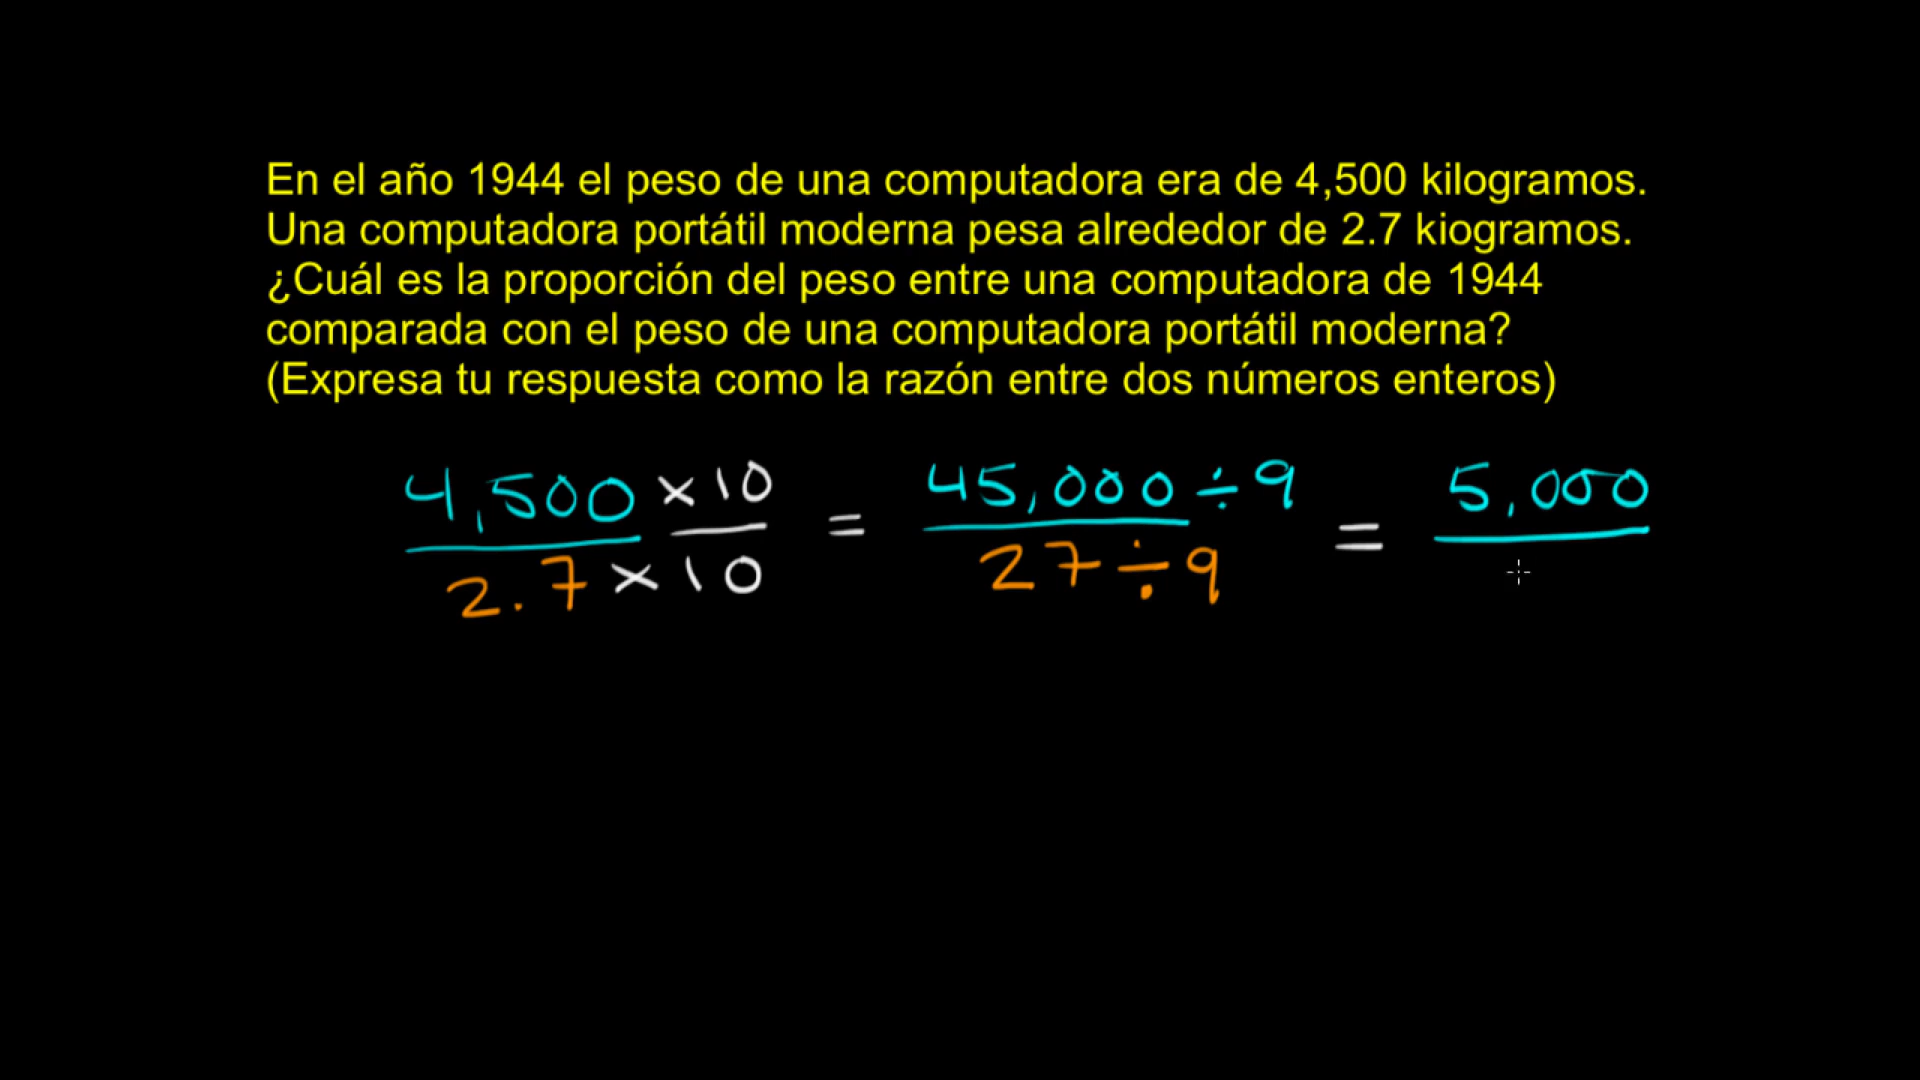 En el año 1944 el peso de una computadora era de 4,500 kilogramos.
Una computadora portátil moderna pesa alrededor de 2.7 kiogramos.
¿Cuál es la proporción del peso entre una computadora de 1944
comparada con el peso de una computadora portátil moderna?
(Expresa tu respuesta como la razón entre dos números enteros)
4,500 × 10 = 45,000 ÷ 9 = 5,000
2.7 × 10 27 ÷ 9